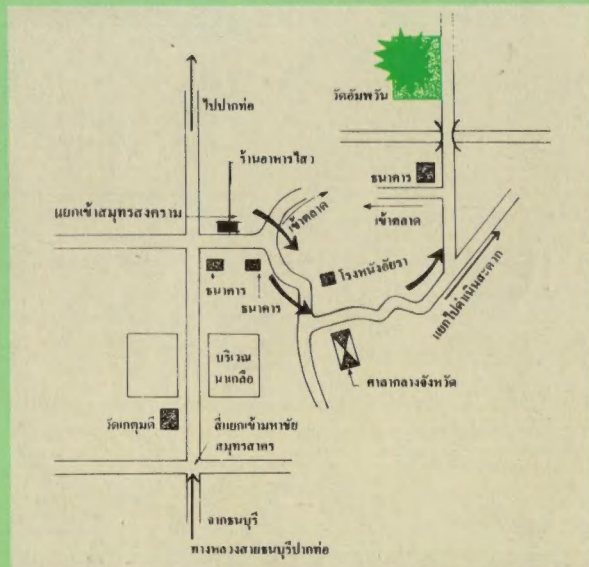 วัดอัมพวัน
ไปปากท่อ
ร้านอาหารไสว
ธนาคาร
แยกเข้าสมุทรสงคราม
เข้าตลาด
เข้าตลาด
โรงหนังอัยรา
ธนาคาร
ธนาคาร
แยกไปดำเนินสะดวก
บริเวณ
นาเกลือ
ศาลากลางจังหวัด
วัดเกตุมดี
สี่แยกเข้ามหาชัย
สมุทรสาคร
จากธนบุรี
ทางหลวงสายธนบุรีปากท่อ